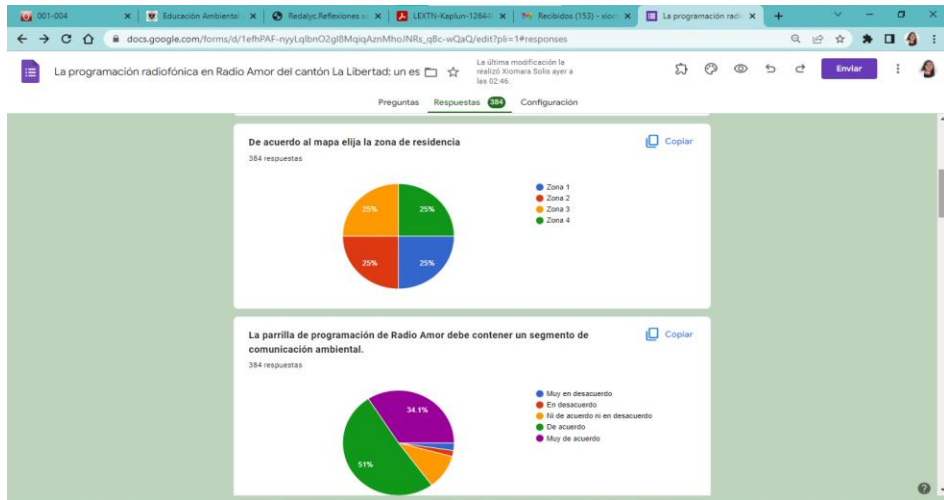 001-004
Educación Ambiental
Redalyc.Reflexiones
LEXTN-Kaplun-12644
Recibidos (153) - xiom
La programación radi
docs.google.com/forms/d/
/edit?pli=1#responses
La programación radiofónica en Radio Amor del cantón La Libertad: un es
La última modificación la
realizó Xiomara Solis ayer a
las 02:46.
Enviar
Preguntas Respuestas 384 Configuración
De acuerdo al mapa elija la zona de residencia
Copiar
384 respuestas
25%
25%
25%
25%
Zona 1
Zona 2
Zona 3
Zona 4
La parrilla de programación de Radio Amor debe contener un segmento de
comunicación ambiental.
Copiar
384 respuestas
34.1%
51%
Muy en desacuerdo
En desacuerdo
Ni de acuerdo ni en desacuerdo
De acuerdo
Muy de acuerdo